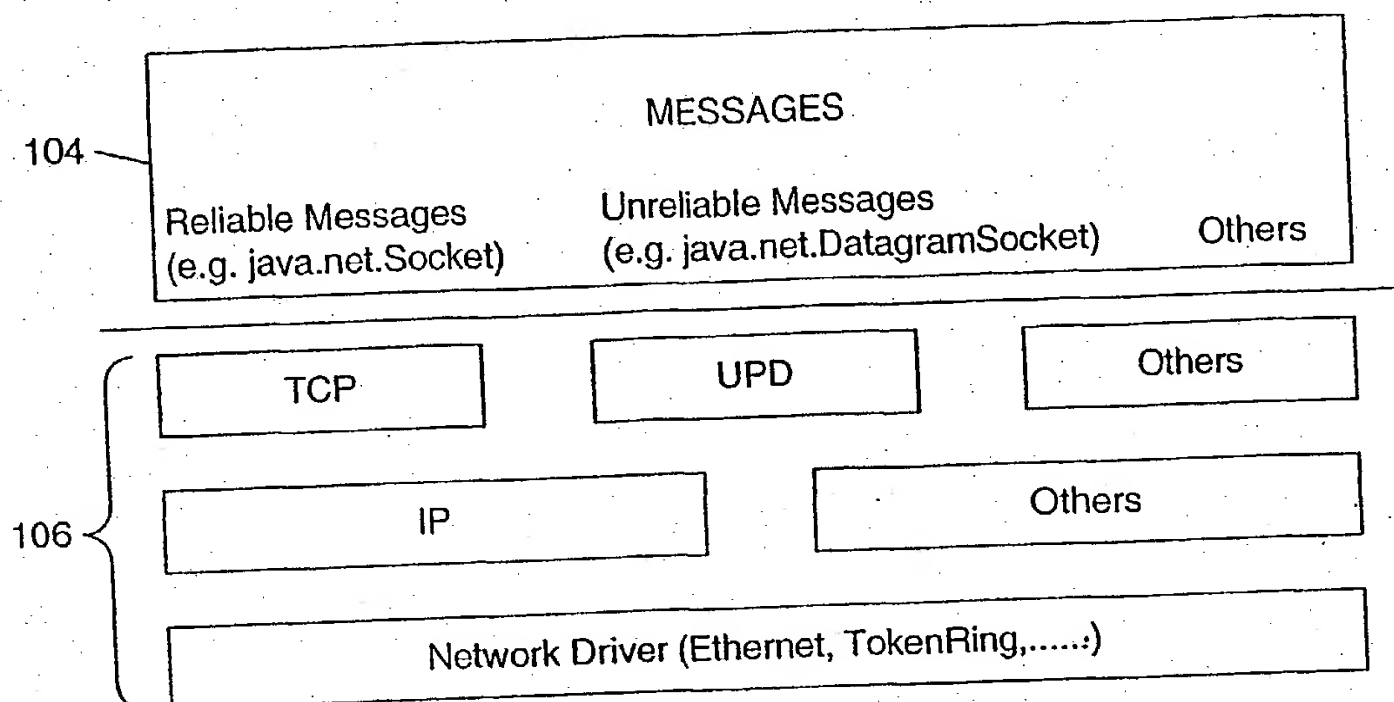 MESSAGES
104
Reliable Messages
(e.g. java.net.Socket)
Unreliable Messages
(e.g. java.net.DatagramSocket)
Others
TCP
UPD
Others
106
IP
Others
Network Driver (Ethernet, TokenRing,......)